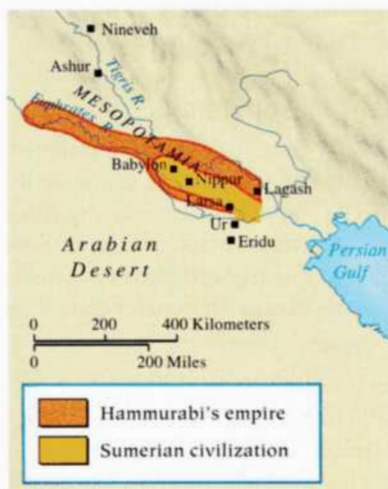 Nineveh
Ashur
Tigris R.
MESOPOTAMIA
Euphrates R.
Babylon
Nippur
Lagash
Larsa
Ur
Eridu
Arabian
Desert
Persian
Gulf
0 200 400 Kilometers
0 200 Miles
Hammurabi's empire
Sumerian civilization